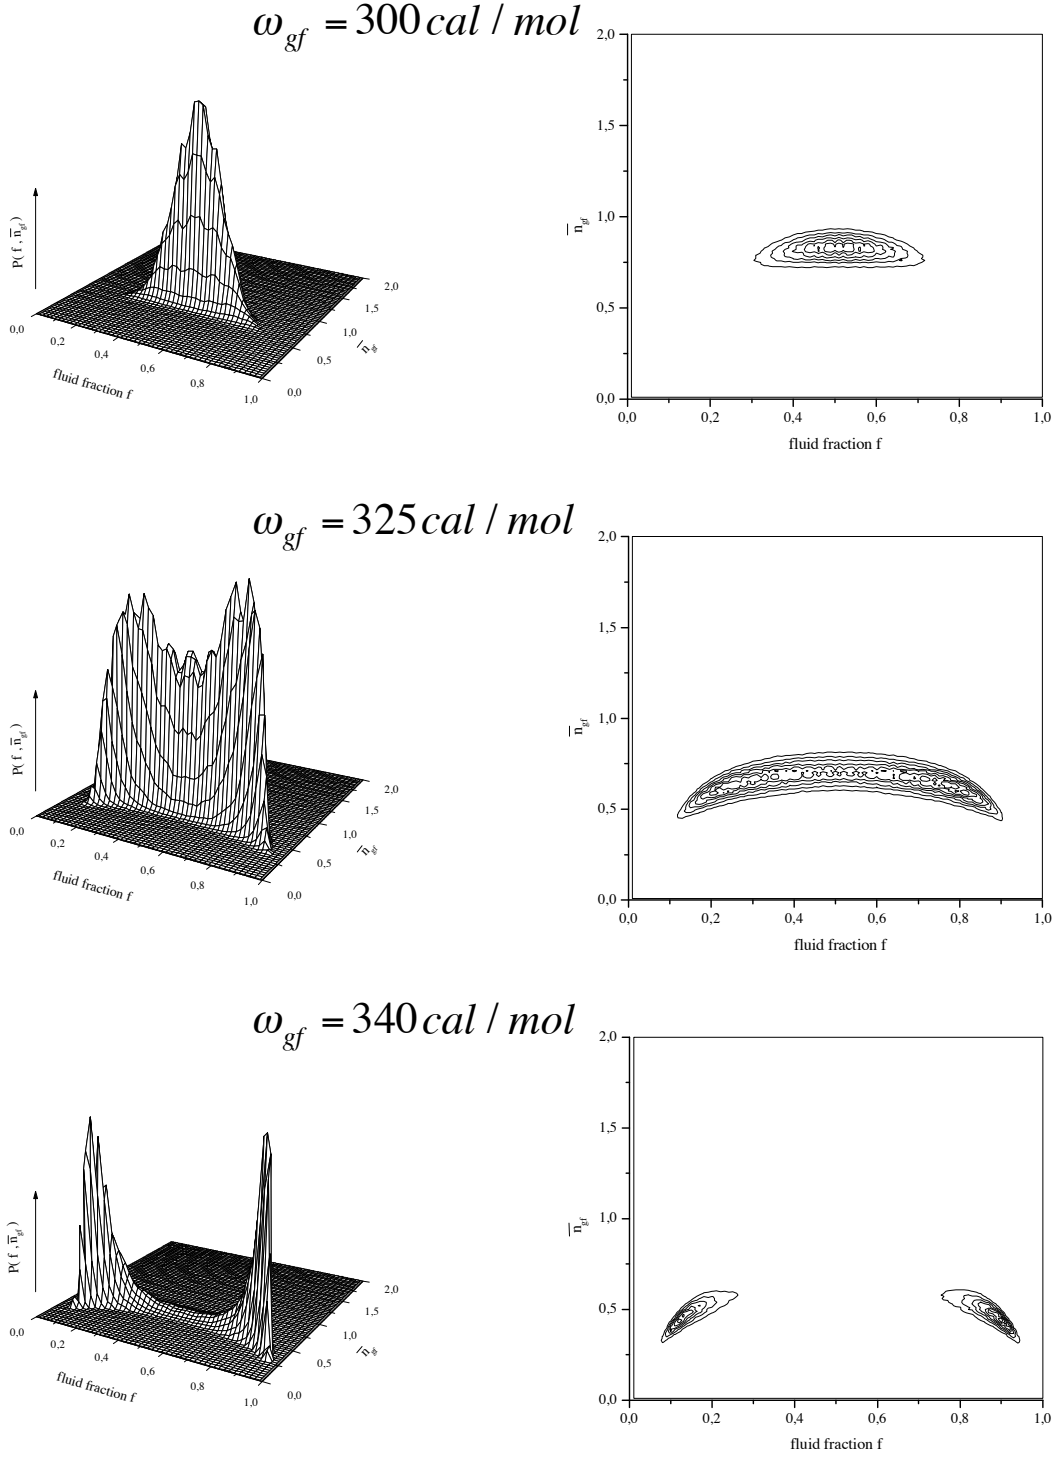 ω_gf = 300 cal / mol
P( f , n̅_gf )
0,0
0,2
0,4
0,6
0,8
1,0
fluid fraction f
0,0
0,5
1,0
1,5
2,0
n̅_gf
2,0
1,5
1,0
0,5
0,0
n̅_gf
0,0 0,2 0,4 0,6 0,8 1,0
fluid fraction f
ω_gf = 325 cal / mol
P( f , n̅_gf )
0,0
0,2
0,4
0,6
0,8
1,0
fluid fraction f
0,0
0,5
1,0
1,5
2,0
n̅_gf
2,0
1,5
1,0
0,5
0,0
n̅_gf
0,0 0,2 0,4 0,6 0,8 1,0
fluid fraction f
ω_gf = 340 cal / mol
P( f , n̅_gf )
0,0
0,2
0,4
0,6
0,8
1,0
fluid fraction f
0,0
0,5
1,0
1,5
2,0
n̅_gf
2,0
1,5
1,0
0,5
0,0
n̅_gf
0,0 0,2 0,4 0,6 0,8 1,0
fluid fraction f